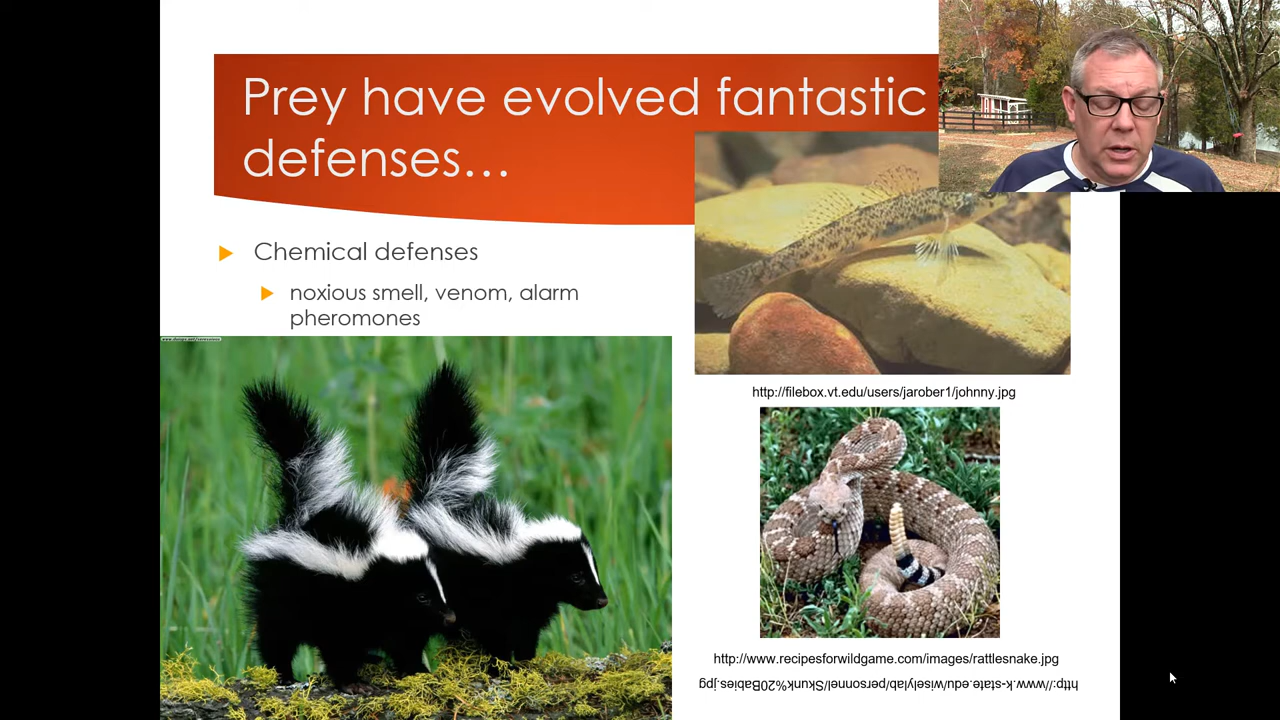 Prey have evolved fantastic
defenses…
Chemical defenses
noxious smell, venom, alarm
pheromones
http://filebox.vt.edu/users/jarober1/johnny.jpg
http://www.recipesforwildgame.com/images/rattlesnake.jpg
http://www.k-state.edu/wiselylab/personnel/Skunk%20Babies.jpg